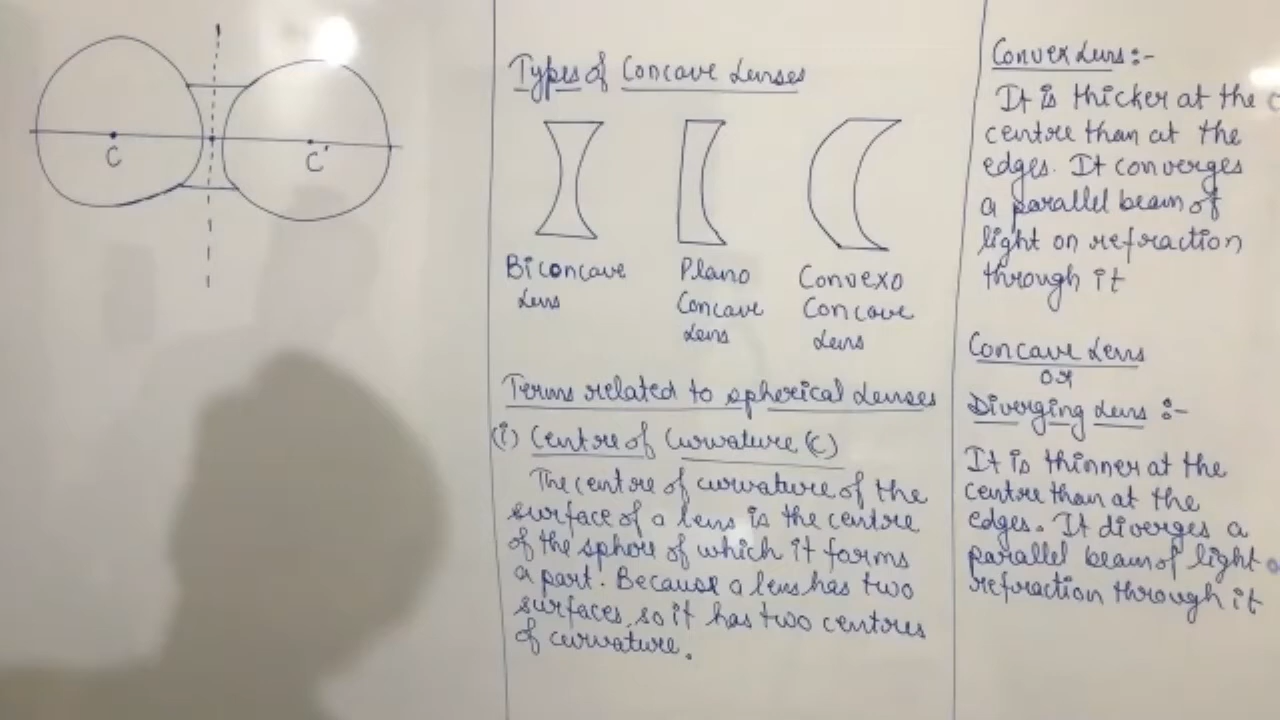 C
C'
Types of Concave Lenses
Biconcave
Lens
Plano
Concave
Lens
Convexo
Concave
Lens
Terms related to spherical Lenses
(i) Centre of Curvature (C)
The centre of curvature of the
surface of a lens is the centre
of the sphere of which it forms
a part. Because a lens has two
surfaces, so it has two centres
of curvature.
Convex Lens :-
It is thicker at the
centre than at the
edges. It converges
a parallel beam of
light on refraction
through it
Concave Lens
or
Diverging Lens :-
It is thinner at the
centre than at the
edges. It diverges a
parallel beam of light
refraction through it